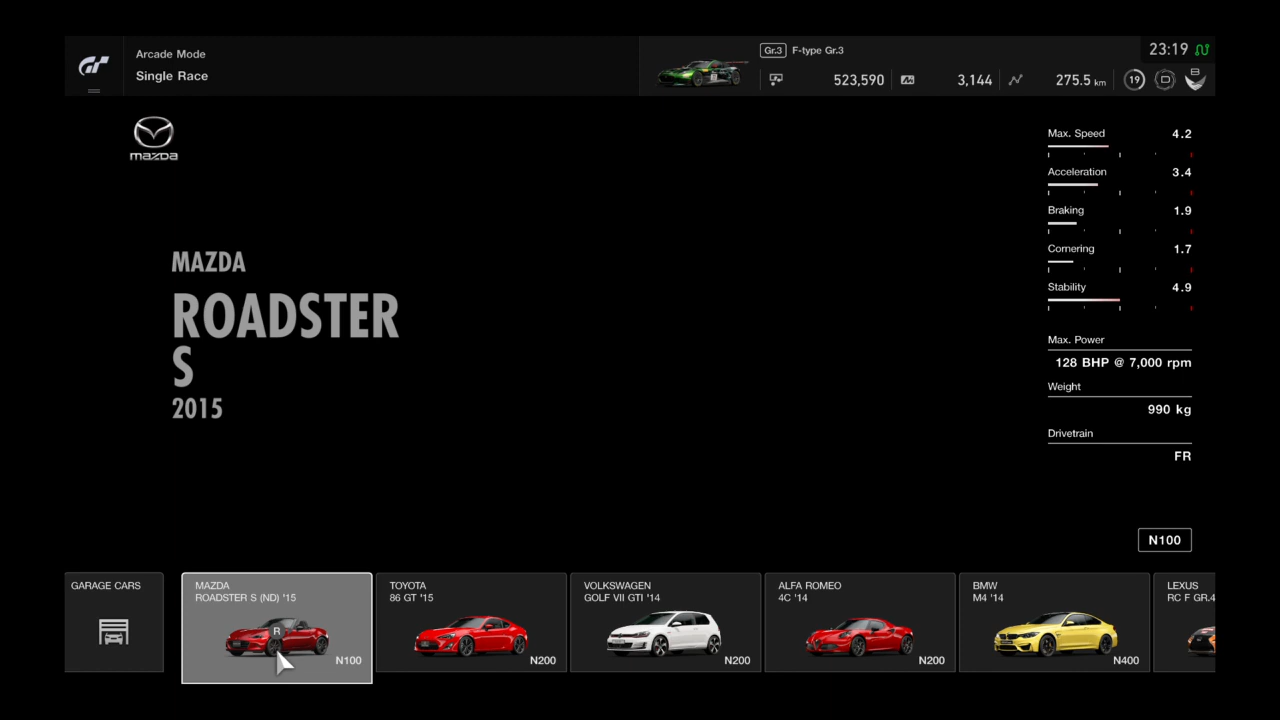 Arcade Mode
Single Race
Gr.3 F-type Gr.3
523,590 3,144 275.5 km
23:19
19 D B
mazda
MAZDA
ROADSTER
S
2015
Max. Speed 4.2
Acceleration 3.4
Braking 1.9
Cornering 1.7
Stability 4.9
Max. Power
128 BHP @ 7,000 rpm
Weight
990 kg
Drivetrain
FR
N100
GARAGE CARS
MAZDA
ROADSTER S (ND) '15
R
N100
TOYOTA
86 GT '15
N200
VOLKSWAGEN
GOLF VII GTI '14
N200
ALFA ROMEO
4C '14
N200
BMW
M4 '14
N400
LEXUS
RC F GR.4